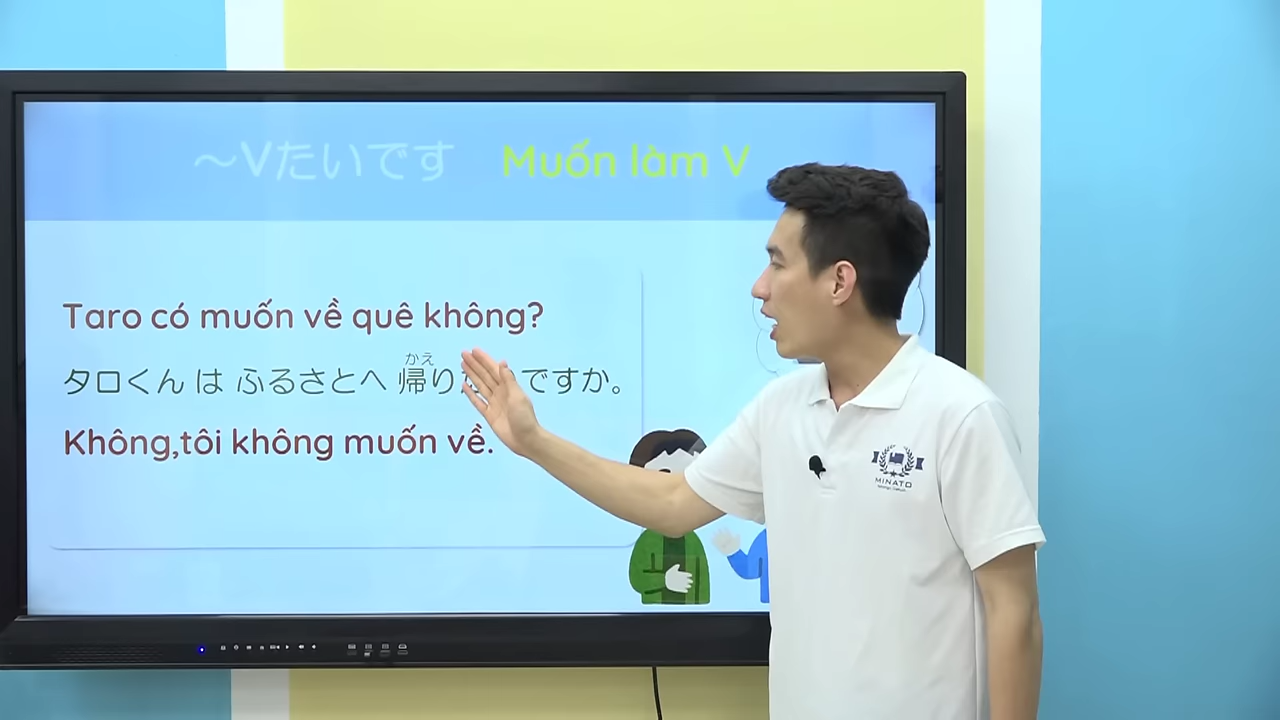 ～Vたいです Muốn làm V
Taro có muốn về quê không?
かえ
タロくん は ふるさとへ 帰り ですか。
Không,tôi không muốn về.
MINATO